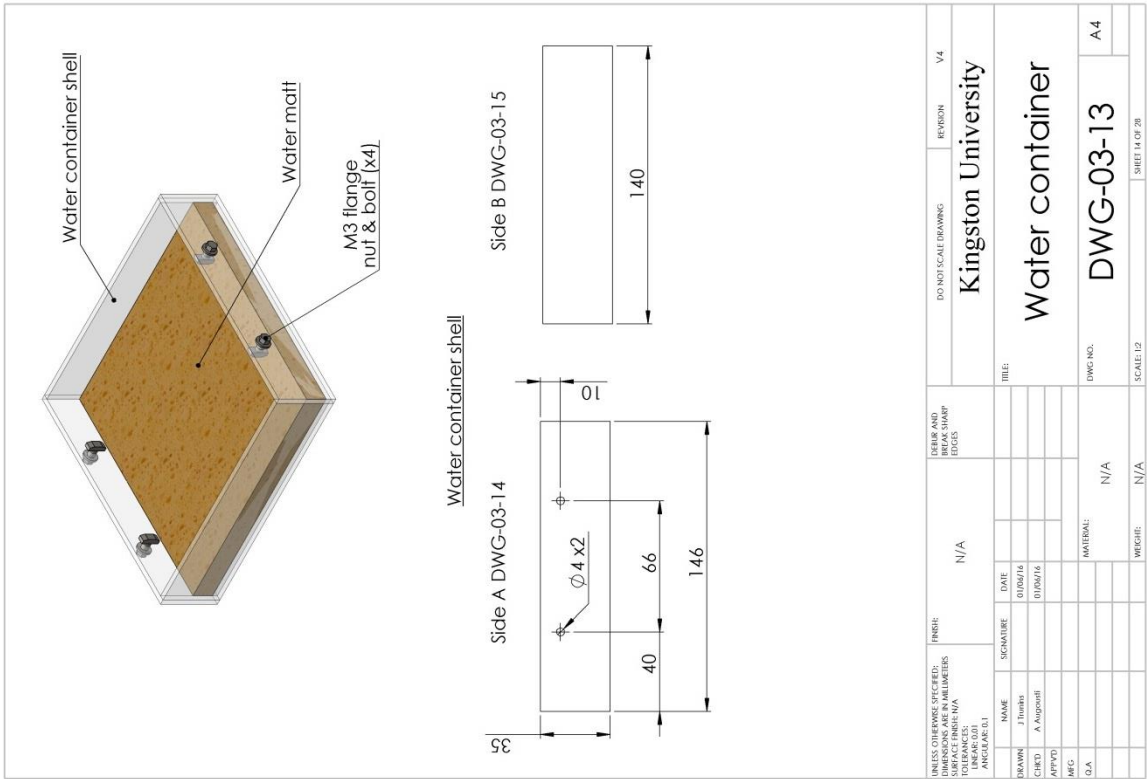 Water container shell
Water matt
M3 flange
nut & bolt (x4)
Water container shell
Side A DWG-03-14
Side B DWG-03-15
35
10
Ø 4 x2
40
66
146
140
UNLESS OTHERWISE SPECIFIED:
DIMENSIONS ARE IN MILLIMETERS
SURFACE FINISH: N/A
TOLERANCES:
LINEAR: 0.01
ANGULAR: 0.1
FINISH:
N/A
DEBUR AND
BREAK SHARP
EDGES
DO NOT SCALE DRAWING
REVISION
V4
Kingston University
NAME
SIGNATURE
DATE
DRAWN
J Trunins
01/06/16
CHK'D
A Augousti
01/06/16
APPV'D
MFG
Q.A
TITLE:
Water container
MATERIAL:
N/A
DWG NO.
DWG-03-13
A4
WEIGHT:
N/A
SCALE: 1:2
SHEET 14 OF 28